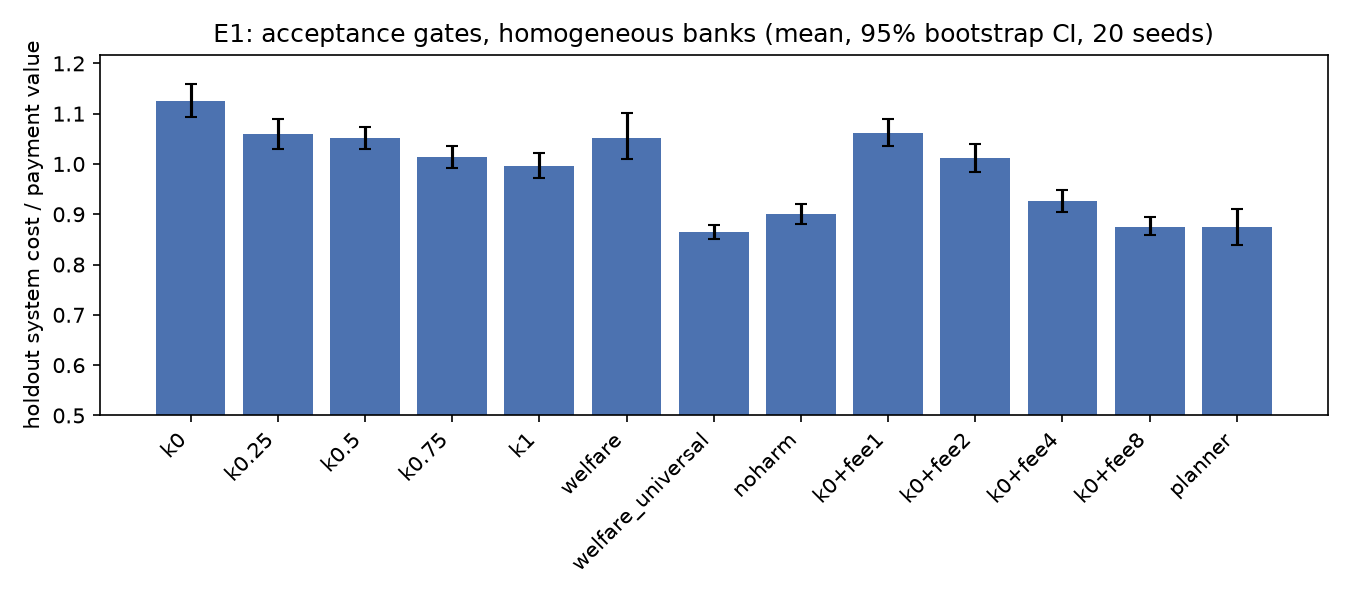 E1: acceptance gates, homogeneous banks (mean, 95% bootstrap CI, 20 seeds)
holdout system cost / payment value
1.2
1.1
1.0
0.9
0.8
0.7
0.6
0.5
k0
k0.25
k0.5
k0.75
k1
welfare
welfare_universal
noharm
k0+fee1
k0+fee2
k0+fee4
k0+fee8
planner